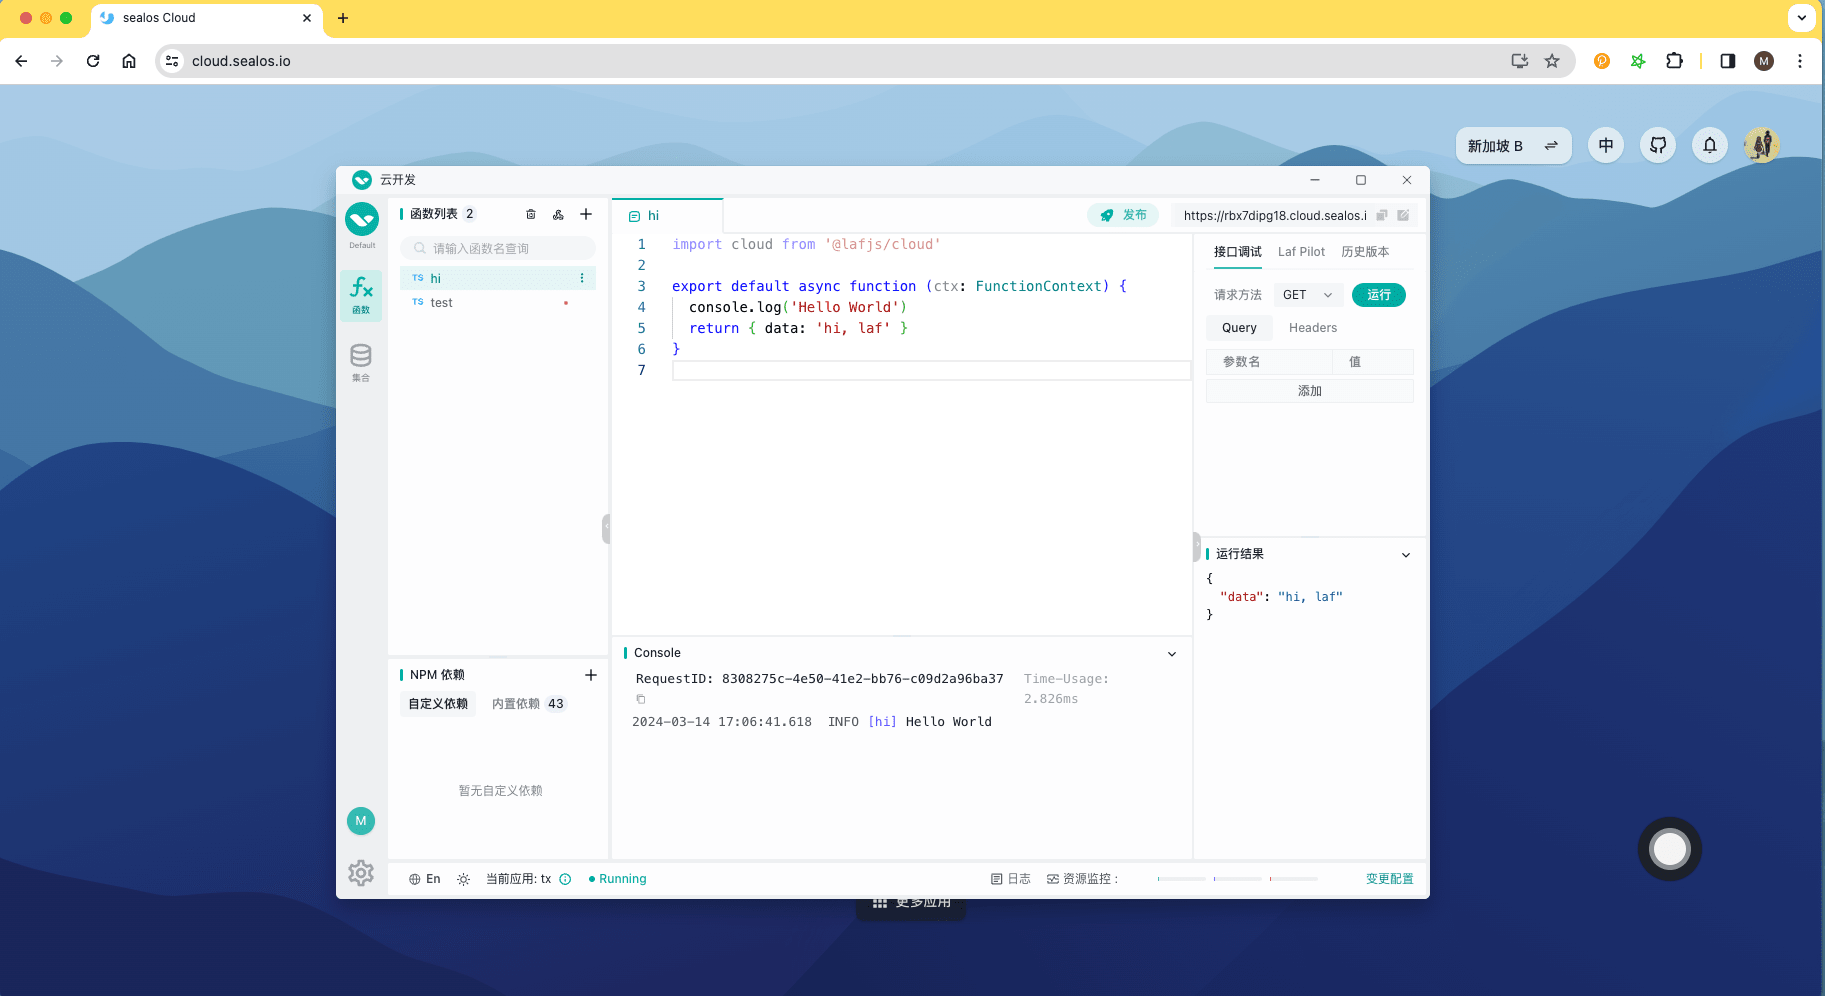 sealos Cloud
cloud.sealos.io
M
新加坡 B
中
云开发
Default
函数
集合
M
函数列表 2
请输入函数名查询
TS hi
TS test
NPM 依赖
自定义依赖 内置依赖 43
暂无自定义依赖
hi
发布
https://rbx7dipg18.cloud.sealos.i
1 import cloud from '@lafjs/cloud'
2
3 export default async function (ctx: FunctionContext) {
4 console.log('Hello World')
5 return { data: 'hi, laf' }
6 }
7
Console
RequestID: 8308275c-4e50-41e2-bb76-c09d2a96ba37 Time-Usage:
2.826ms
2024-03-14 17:06:41.618 INFO [hi] Hello World
接口调试 Laf Pilot 历史版本
请求方法 GET 运行
Query Headers
参数名 值
添加
运行结果
{
"data": "hi, laf"
}
En 当前应用: tx Running 日志 资源监控 : 变更配置
更多应用